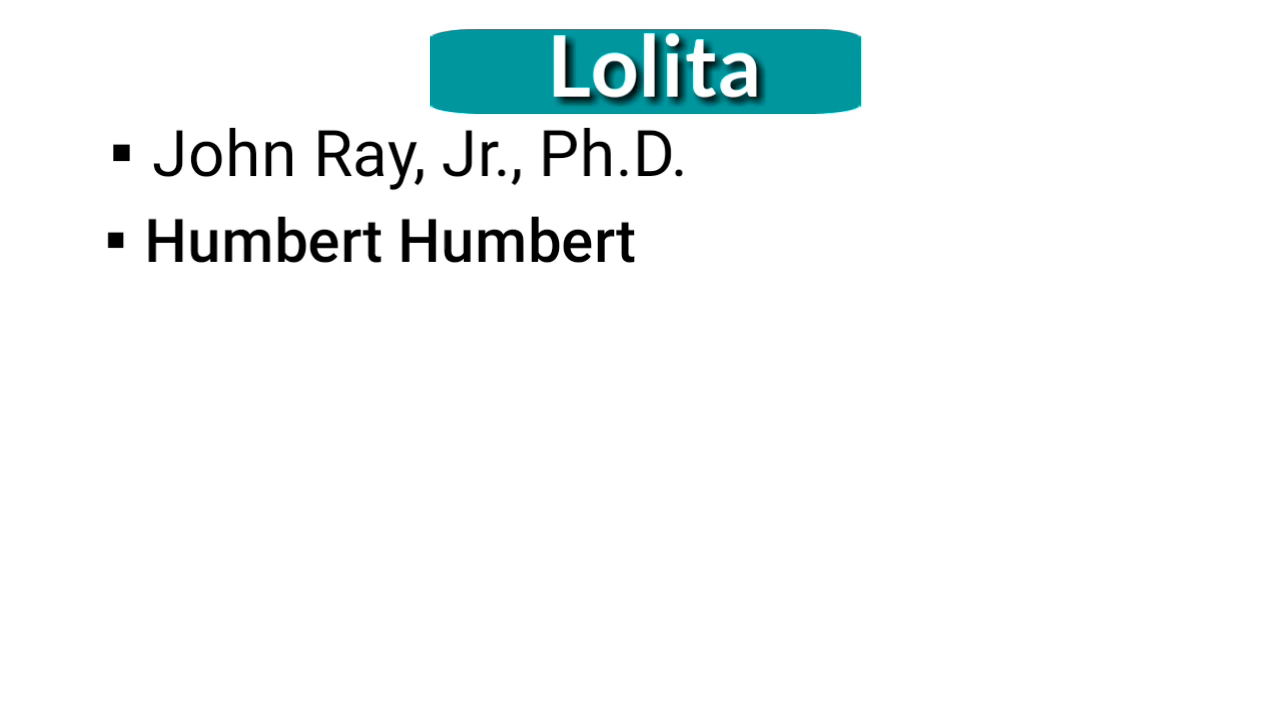 Lolita
▪ John Ray, Jr., Ph.D.
▪ Humbert Humbert